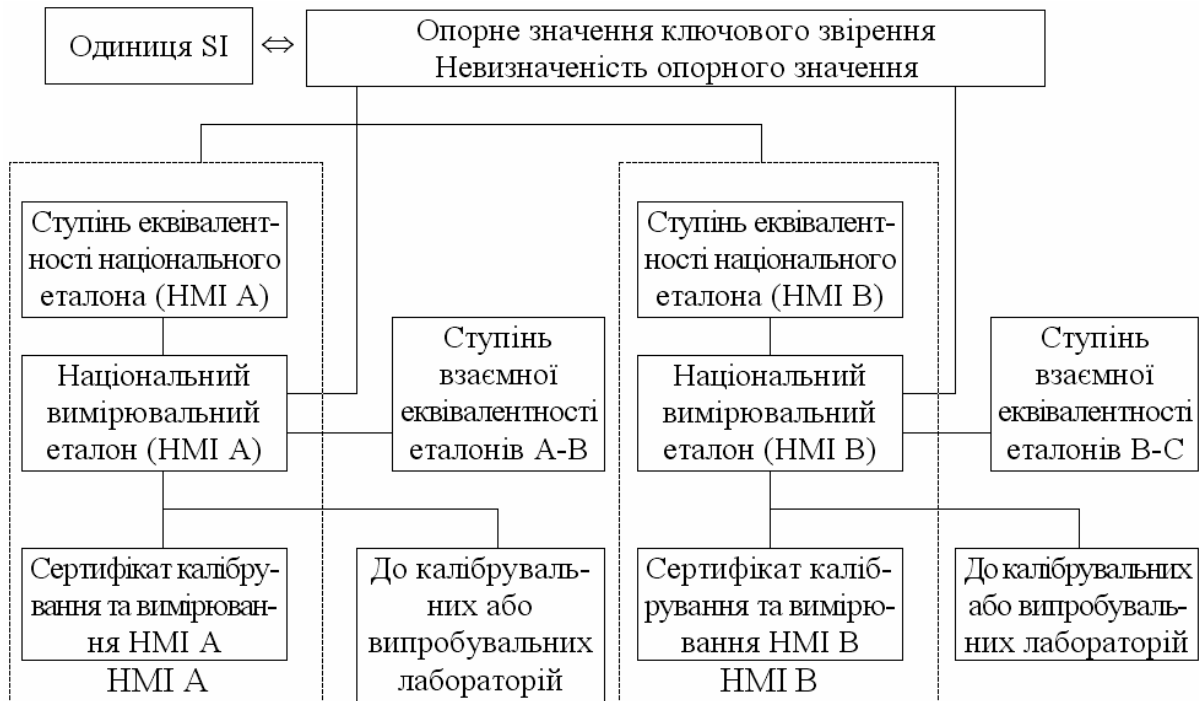 Одиниця SI
⇔
Опорне значення ключового звірення
Невизначеність опорного значення
Ступінь еквівалент-
ності національного
еталона (НМІ А)
Національний
вимірювальний
еталон (НМІ А)
Ступінь
взаємної
еквівалентності
еталонів А-В
Сертифікат калібру-
вання та вимірюван-
ня НМІ А
НМІ А
До калібруваль-
них або
випробувальних
лабораторій
Ступінь еквівалент-
ності національного
еталона (НМІ В)
Національний
вимірювальний
еталон (НМІ В)
Ступінь
взаємної
еквівалентності
еталонів В-С
Сертифікат каліб-
рування та вимірю-
вання НМІ В
НМІ В
До калібрувальних
або випробуваль-
них лабораторій